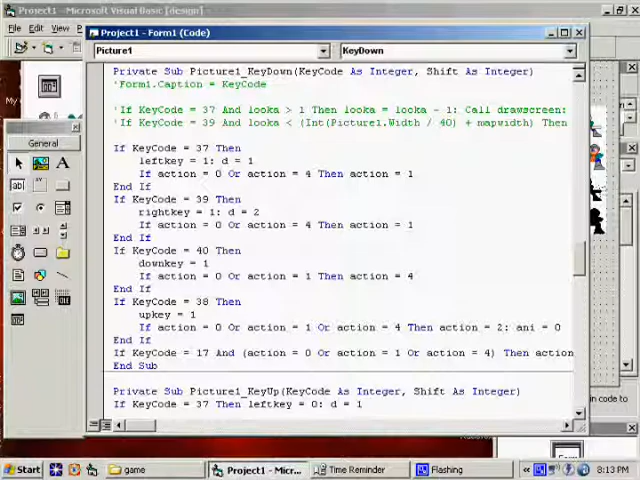 Project1 - Microsoft Visual Basic [design]
File Edit View
Project1 - Form1 (Code)
Picture1 KeyDown
My
General
Private Sub Picture1_KeyDown(KeyCode As Integer, Shift As Integer)
'Form1.Caption = KeyCode
'If KeyCode = 37 And looka > 1 Then looka = looka - 1: Call drawscreen:
'If KeyCode = 39 And looka < (Int(Picture1.Width / 40) + mapwidth) Then
If KeyCode = 37 Then
leftkey = 1: d = 1
If action = 0 Or action = 4 Then action = 1
End If
If KeyCode = 39 Then
rightkey = 1: d = 2
If action = 0 Or action = 4 Then action = 1
End If
If KeyCode = 40 Then
downkey = 1
If action = 0 Or action = 1 Then action = 4
End If
If KeyCode = 38 Then
upkey = 1
If action = 0 Or action = 1 Or action = 4 Then action = 2: ani = 0
End If
If KeyCode = 17 And (action = 0 Or action = 1 Or action = 4) Then action
End Sub
Private Sub Picture1_KeyUp(KeyCode As Integer, Shift As Integer)
If KeyCode = 37 Then leftkey = 0: d = 1
in code to
Start game Project1 - Micr... Time Reminder Flashing 8:13 PM